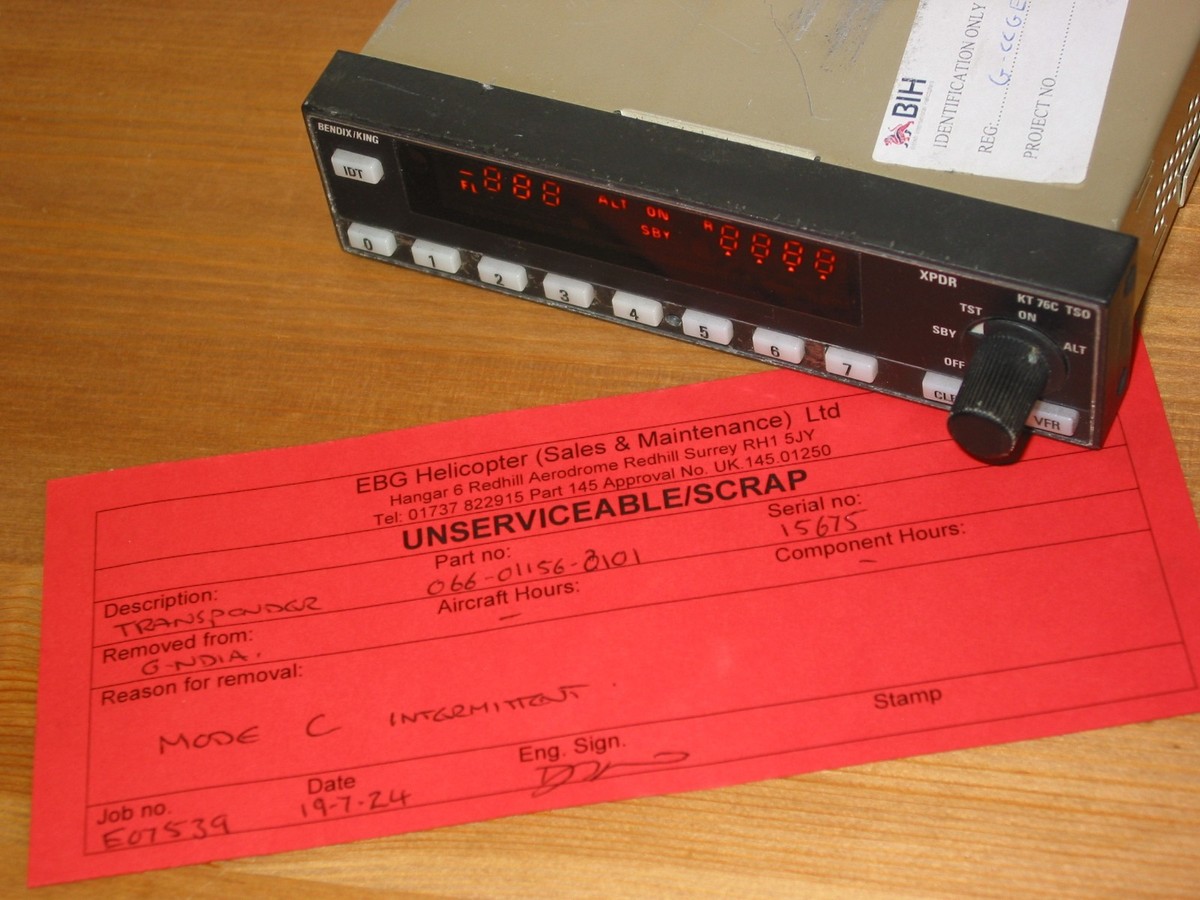 BIH
IDENTIFICATION ONLY
REG:
PROJECT NO.
BENDIX/KING
IDT
FL 888 ALT ON R 8888
SBY
0 1 2 3 4 5 6 7 CLR VFR
XPDR
KT 76C TSO
TST ON
SBY ALT
OFF
EBG Helicopter (Sales & Maintenance) Ltd
Hangar 6 Redhill Aerodrome Redhill Surrey RH1 5JY
Tel: 01737 822915 Part 145 Approval No. UK.145.01250
UNSERVICEABLE/SCRAP
Description: Part no: Serial no:
TRANSPONDER 066-01156-0101 15675
Removed from: Aircraft Hours: Component Hours:
G-NDIA. - -
Reason for removal:
MODE C INTERMITTENT
Job no. Date Eng. Sign. Stamp
E07539 19-7-24